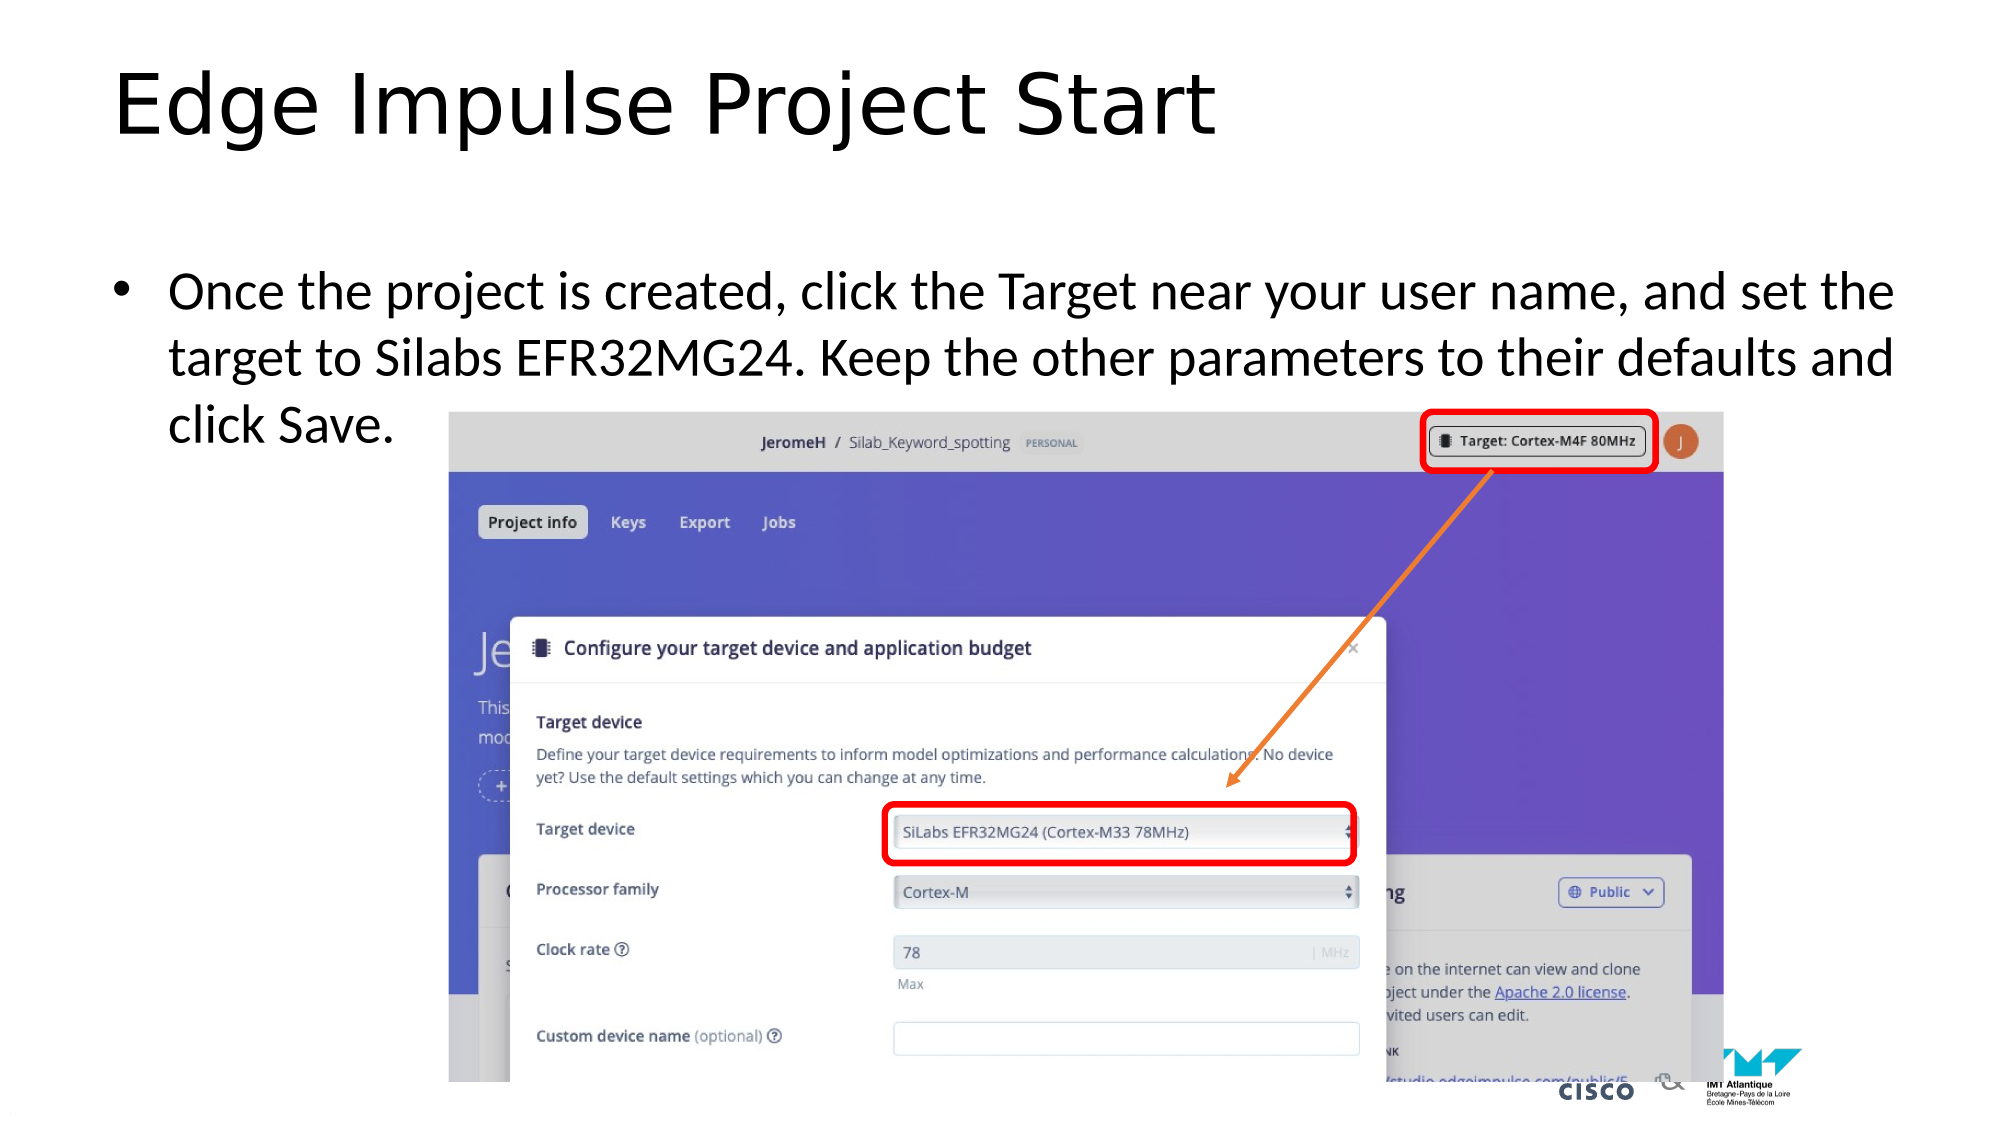 Edge Impulse Project Start
• Once the project is created, click the Target near your user name, and set the
target to Silabs EFR32MG24. Keep the other parameters to their defaults and
click Save.
JeromeH / Silab_Keyword_spotting PERSONAL
Target: Cortex-M4F 80MHz J
Project info Keys Export Jobs
Je
Configure your target device and application budget ×
This
Target device
Define your target device requirements to inform model optimizations and performance calculations. No device
yet? Use the default settings which you can change at any time.
+
Target device SiLabs EFR32MG24 (Cortex-M33 78MHz)
Processor family Cortex-M
ng Public
Clock rate 78 | MHz
Max
e on the internet can view and clone
oject under the Apache 2.0 license.
vited users can edit.
Custom device name (optional)
NK
/studio.edgeimpulse.com/public/5
CISCO & IMT Atlantique
Bretagne-Pays de la Loire
École Mines-Télécom